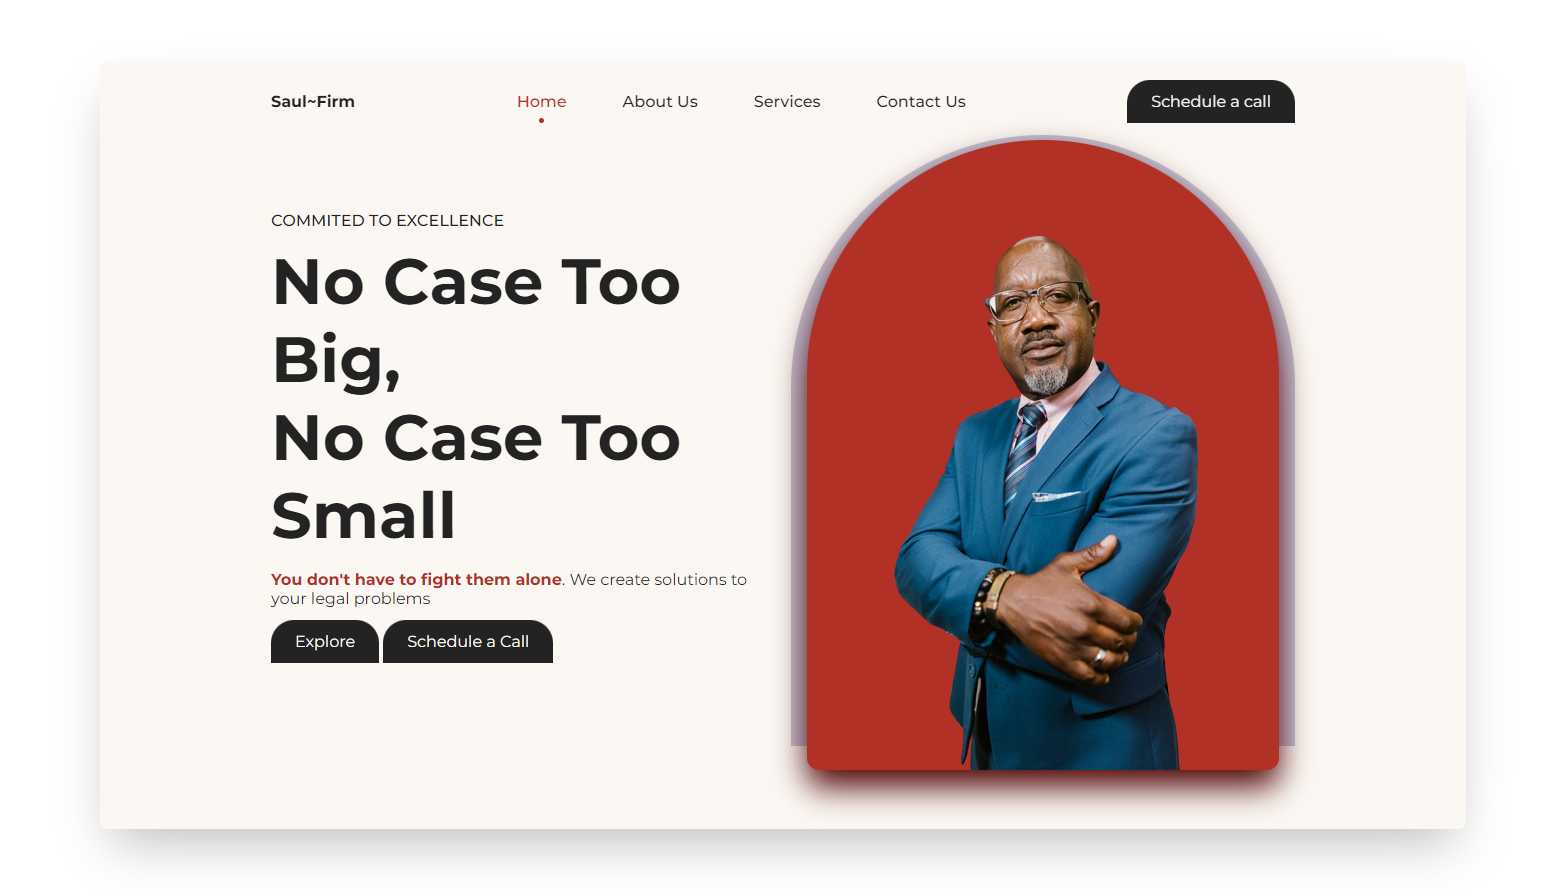 Saul~Firm
Home
About Us
Services
Contact Us
Schedule a call
COMMITED TO EXCELLENCE
No Case Too
Big,
No Case Too
Small
You don't have to fight them alone. We create solutions to
your legal problems
Explore
Schedule a Call